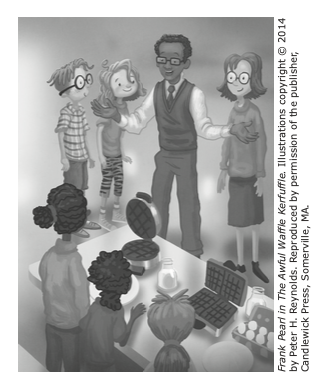 Frank Pearl in The Awful Waffle Kerfuffle. Illustrations copyright © 2014
by Peter H. Reynolds. Reproduced by permission of the publisher,
Candlewick Press, Somerville, MA.